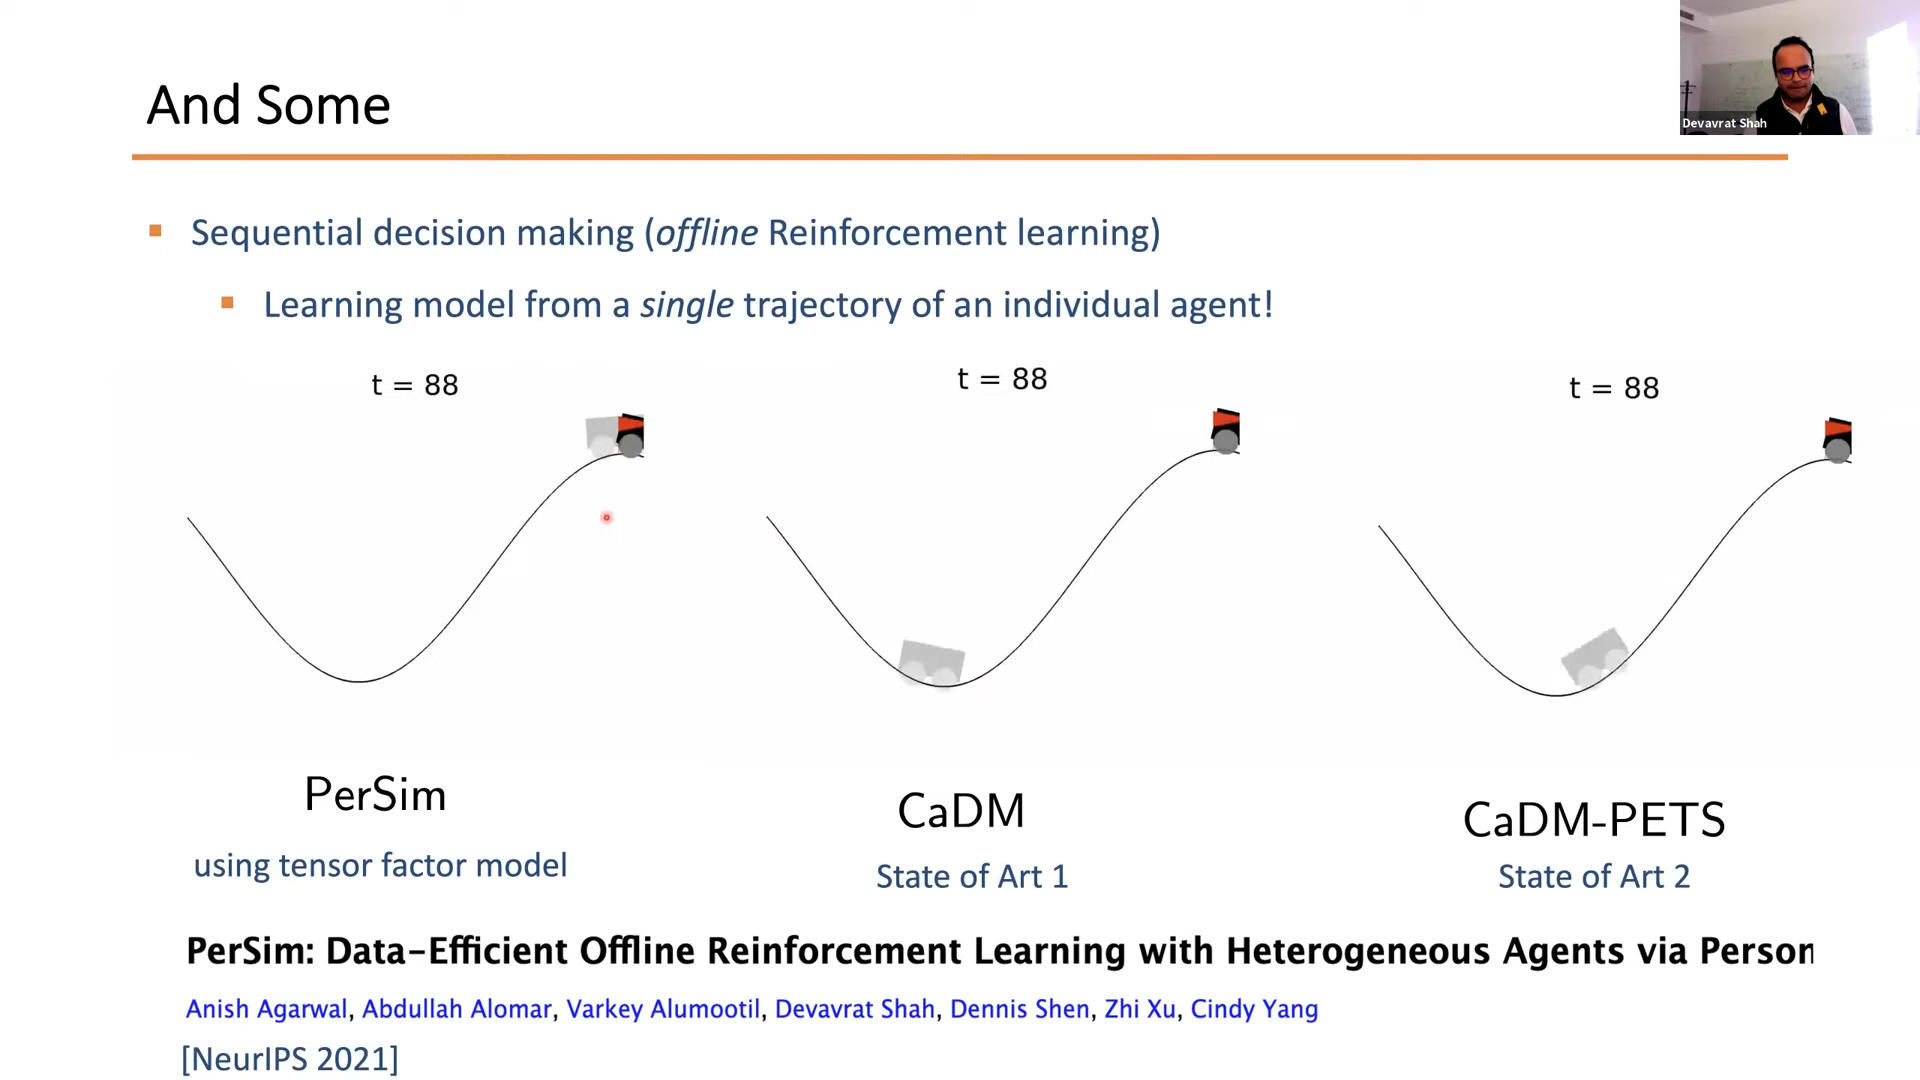 And Some
Devavrat Shah
Sequential decision making (offline Reinforcement learning)
Learning model from a single trajectory of an individual agent!
t = 88
t = 88
t = 88
PerSim
CaDM
CaDM-PETS
using tensor factor model
State of Art 1
State of Art 2
PerSim: Data-Efficient Offline Reinforcement Learning with Heterogeneous Agents via Person
Anish Agarwal, Abdullah Alomar, Varkey Alumootil, Devavrat Shah, Dennis Shen, Zhi Xu, Cindy Yang
[NeurIPS 2021]